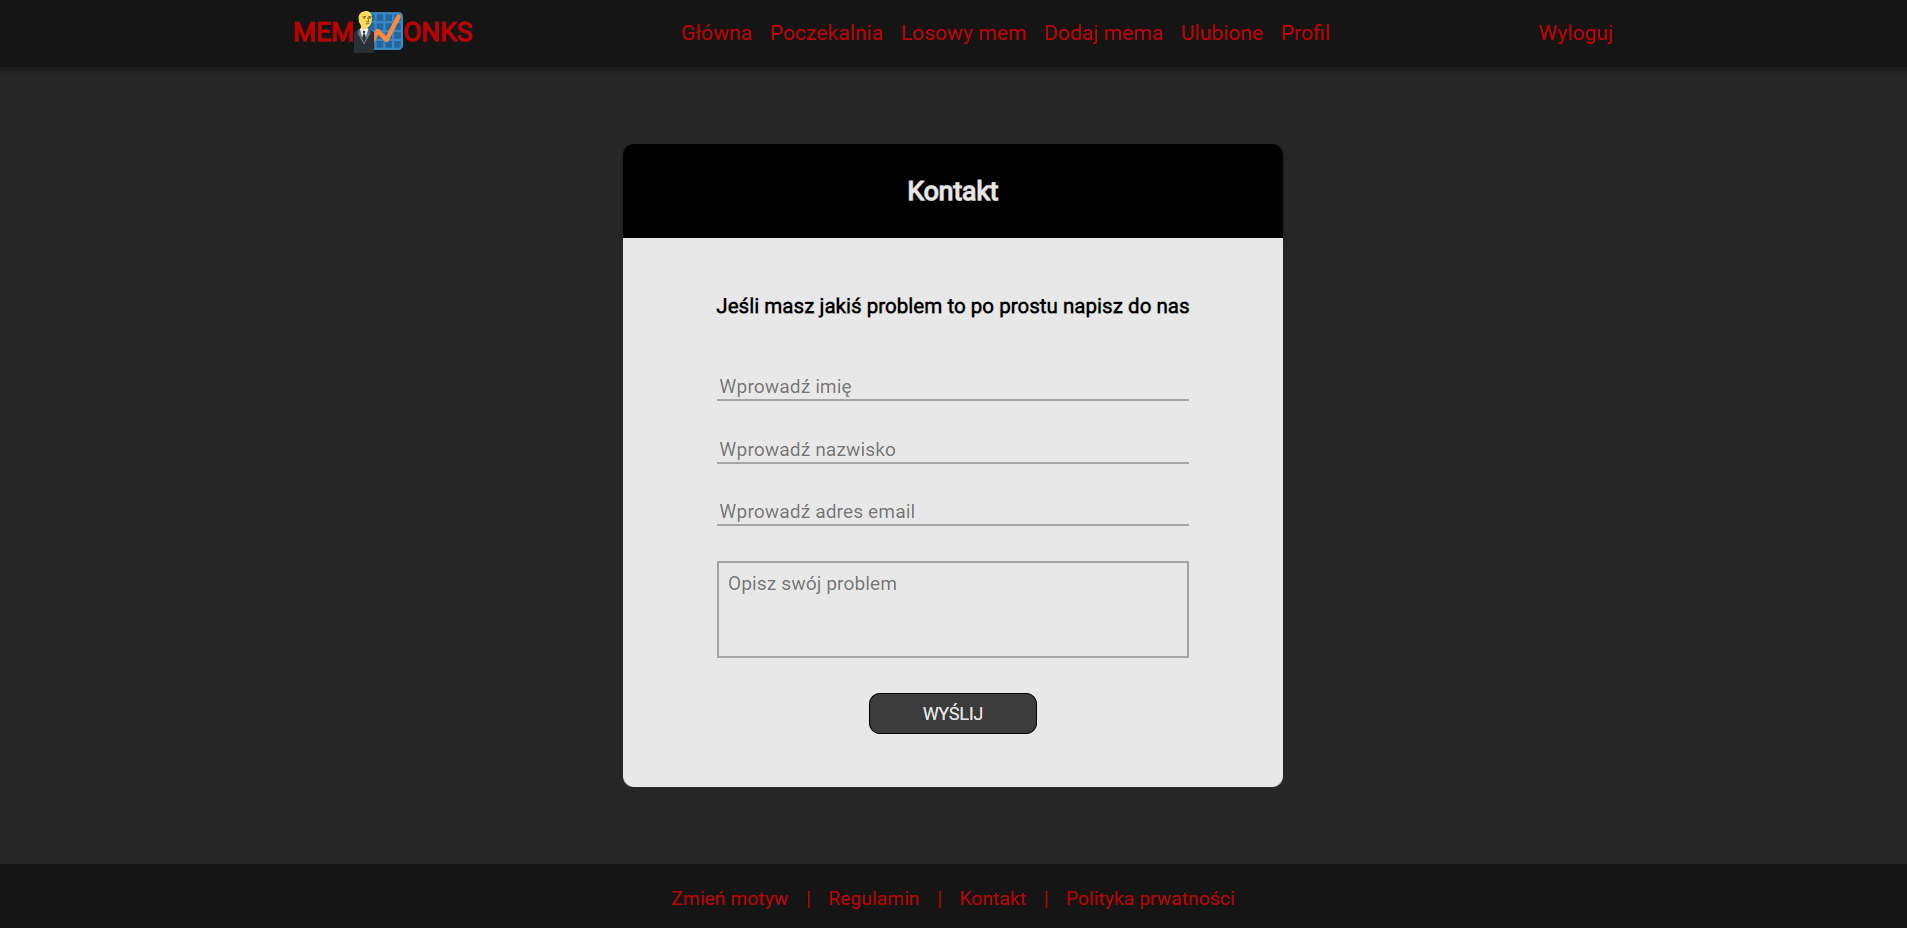 MEM ONKS Główna Poczekalnia Losowy mem Dodaj mema Ulubione Profil Wyloguj
Kontakt
Jeśli masz jakiś problem to po prostu napisz do nas
Wprowadź imię
Wprowadź nazwisko
Wprowadź adres email
Opisz swój problem
WYŚLIJ
Zmień motyw | Regulamin | Kontakt | Polityka prwatności